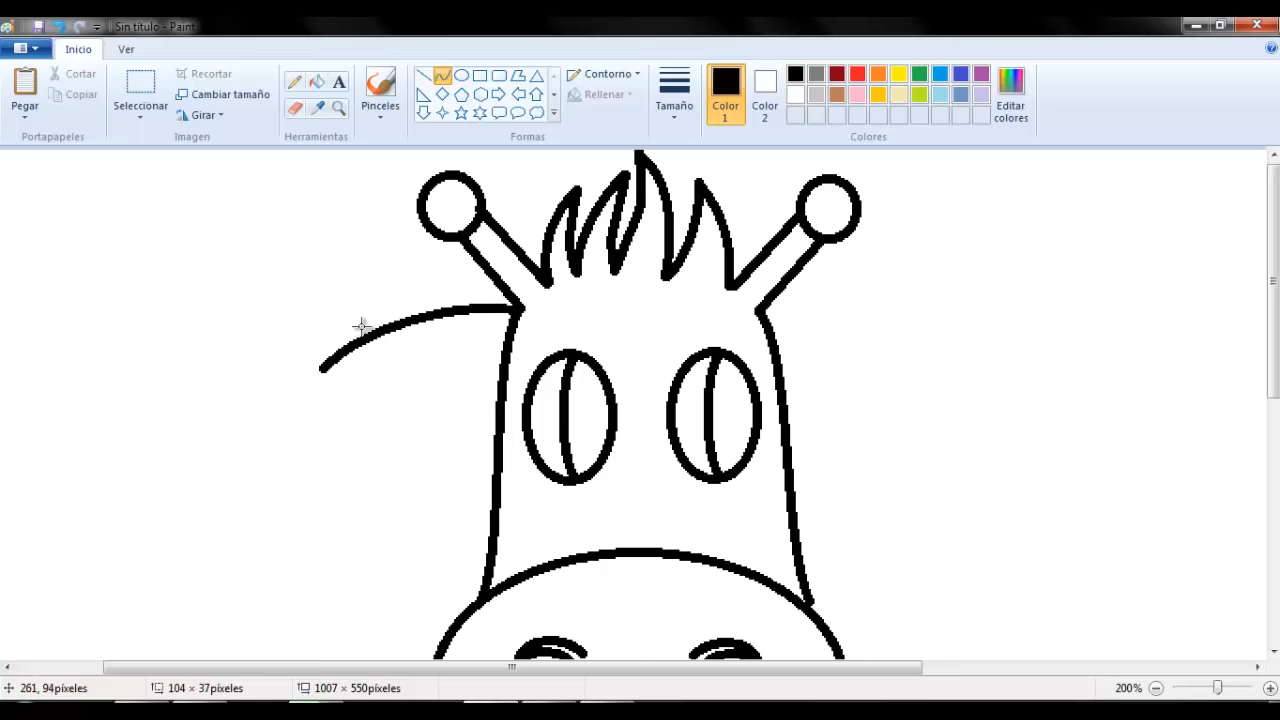 Sin título - Paint
Inicio Ver
Pegar
Cortar
Copiar
Portapapeles
Seleccionar
Recortar
Cambiar tamaño
Girar
Imagen
A
Herramientas
Pinceles
Contorno
Rellenar
Formas
Tamaño
Color
1
Color
2
Editar
colores
Colores
261, 94píxeles 104 × 37píxeles 1007 × 550píxeles 200%